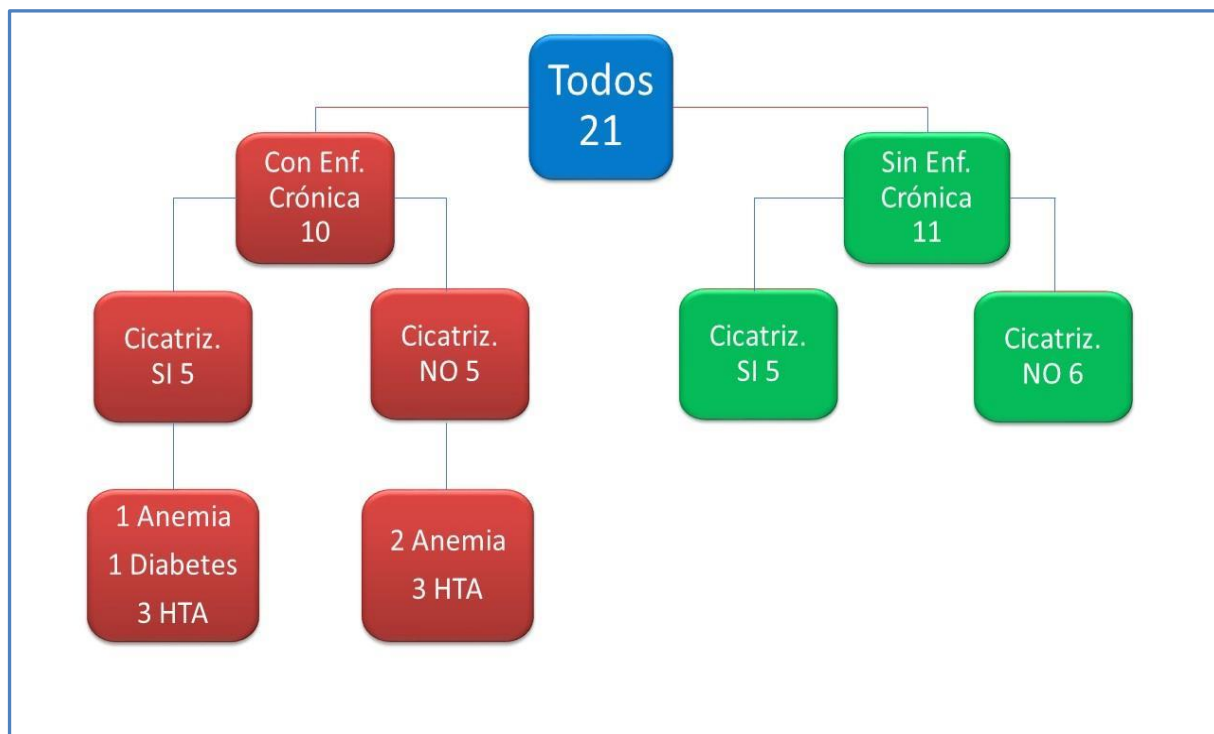 Todos
21
Con Enf.
Crónica
10
Sin Enf.
Crónica
11
Cicatriz.
SI 5
Cicatriz.
NO 5
Cicatriz.
SI 5
Cicatriz.
NO 6
1 Anemia
1 Diabetes
3 HTA
2 Anemia
3 HTA